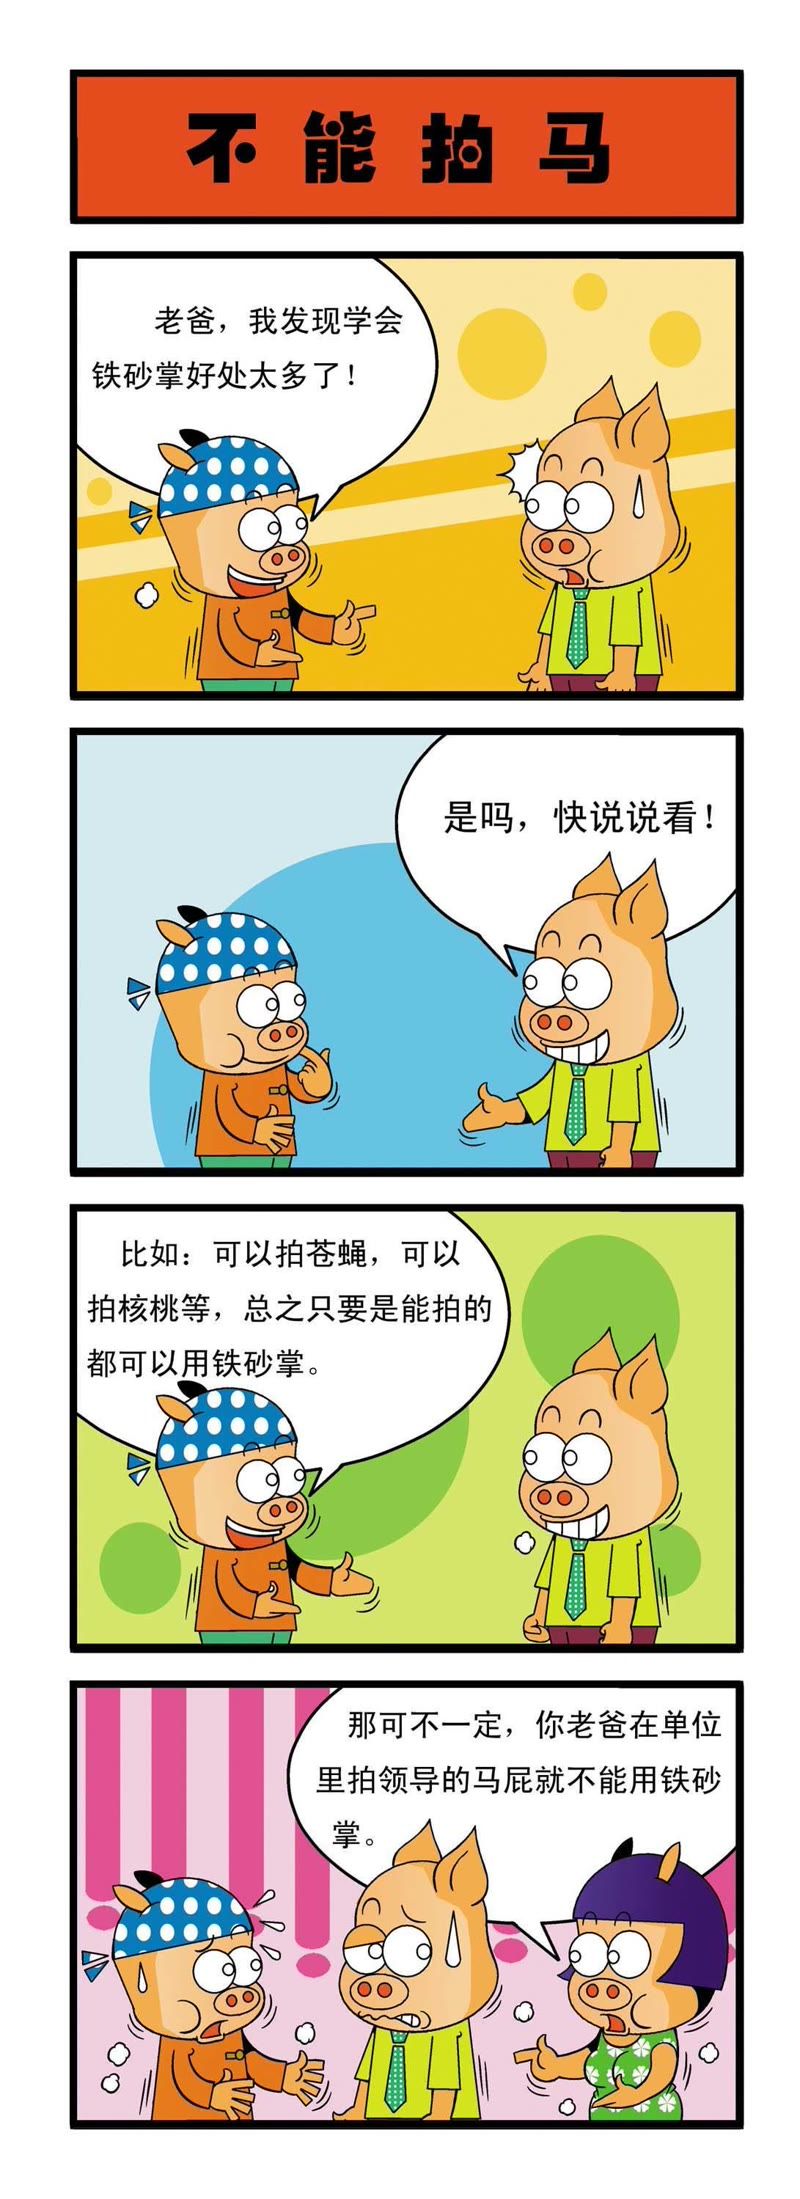 不能拍马
老爸，我发现学会
铁砂掌好处太多了！
是吗，快说说看！
比如：可以拍苍蝇，可以
拍核桃等，总之只要是能拍的
都可以用铁砂掌。
那可不一定，你老爸在单位
里拍领导的马屁就不能用铁砂
掌。